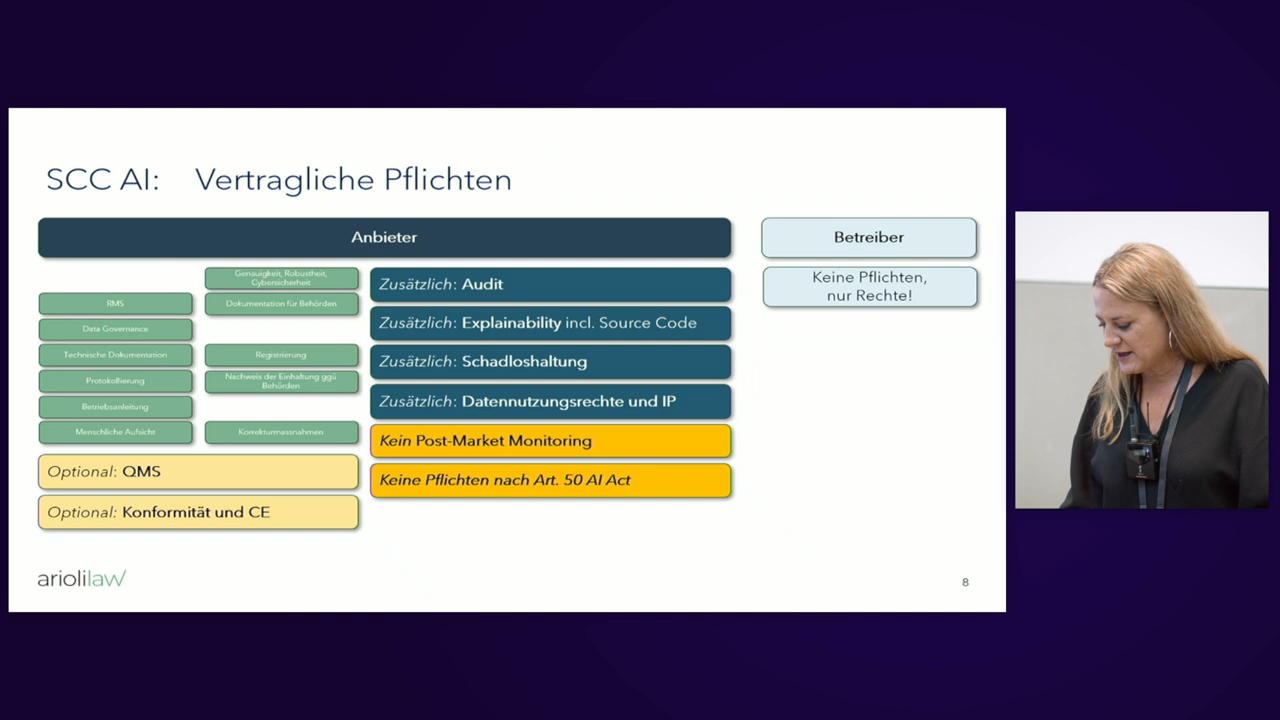 SCC AI: Vertragliche Pflichten
Anbieter
RMS
Data Governance
Technische Dokumentation
Protokollierung
Betriebsanleitung
Menschliche Aufsicht
Genauigkeit, Robustheit,
Cybersicherheit
Dokumentation für Behörden
Registrierung
Nachweis der Einhaltung ggü
Behörden
Korrekturmassnahmen
Optional: QMS
Optional: Konformität und CE
Zusätzlich: Audit
Zusätzlich: Explainability incl. Source Code
Zusätzlich: Schadloshaltung
Zusätzlich: Datennutzungsrechte und IP
Kein Post-Market Monitoring
Keine Pflichten nach Art. 50 AI Act
Betreiber
Keine Pflichten,
nur Rechte!
ariolilaw
8